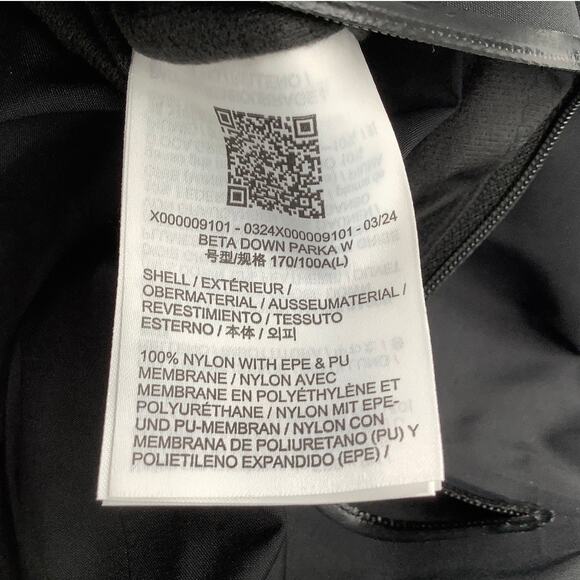 X000009101 - 0324X000009101 - 03/24
BETA DOWN PARKA W
号型/规格 170/100A(L)
SHELL / EXTÉRIEUR /
OBERMATERIAL / AUSSEUMATERIAL /
REVESTIMIENTO / TESSUTO
ESTERNO / 本体 / 외피
100% NYLON WITH EPE & PU
MEMBRANE / NYLON AVEC
MEMBRANE EN POLYÉTHYLÈNE ET
POLYURÉTHANE / NYLON MIT EPE-
UND PU-MEMBRAN / NYLON CON
MEMBRANA DE POLIURETANO (PU) Y
POLIETILENO EXPANDIDO (EPE) /